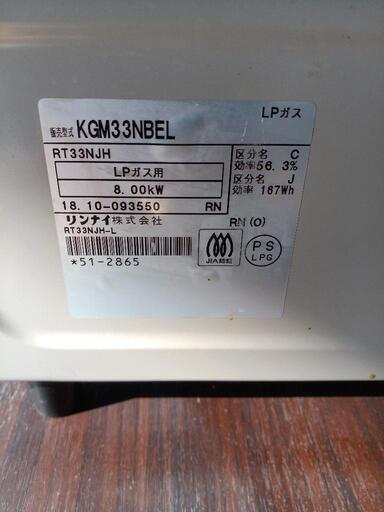 LPガス
販売型式 KGM33NBEL
RT33NJH
LPガス用
8.00kW
18.10-093550 RN
区分名 C
効率56.3%
区分名 J
効率 167Wh
リンナイ株式会社
RT33NJH-L
RN (O)
*51-2865
JIA認証
PS
LPG